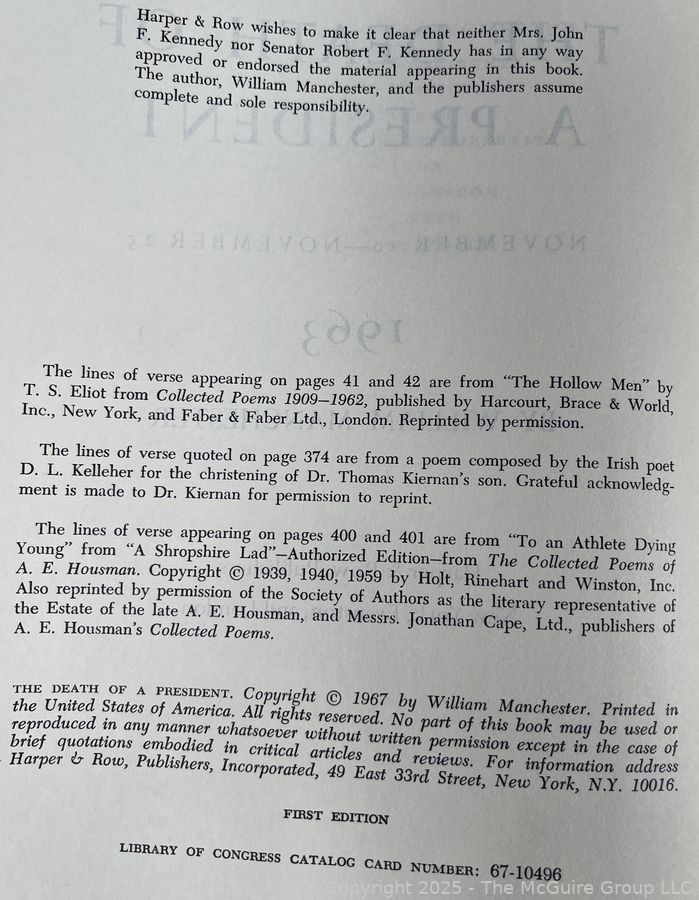 Harper & Row wishes to make it clear that neither Mrs. John
F. Kennedy nor Senator Robert F. Kennedy has in any way
approved or endorsed the material appearing in this book.
The author, William Manchester, and the publishers assume
complete and sole responsibility.
THE DEATH OF
A PRESIDENT
NOVEMBER 20—NOVEMBER 25
1963
The lines of verse appearing on pages 41 and 42 are from “The Hollow Men” by
T. S. Eliot from Collected Poems 1909–1962, published by Harcourt, Brace & World,
Inc., New York, and Faber & Faber Ltd., London. Reprinted by permission.
The lines of verse quoted on page 374 are from a poem composed by the Irish poet
D. L. Kelleher for the christening of Dr. Thomas Kiernan’s son. Grateful acknowledg-
ment is made to Dr. Kiernan for permission to reprint.
The lines of verse appearing on pages 400 and 401 are from “To an Athlete Dying
Young” from “A Shropshire Lad”—Authorized Edition—from The Collected Poems of
A. E. Housman. Copyright © 1939, 1940, 1959 by Holt, Rinehart and Winston, Inc.
Also reprinted by permission of the Society of Authors as the literary representative of
the Estate of the late A. E. Housman, and Messrs. Jonathan Cape, Ltd., publishers of
A. E. Housman’s Collected Poems.
THE DEATH OF A PRESIDENT. Copyright © 1967 by William Manchester. Printed in
the United States of America. All rights reserved. No part of this book may be used or
reproduced in any manner whatsoever without written permission except in the case of
brief quotations embodied in critical articles and reviews. For information address
Harper & Row, Publishers, Incorporated, 49 East 33rd Street, New York, N.Y. 10016.
FIRST EDITION
LIBRARY OF CONGRESS CATALOG CARD NUMBER: 67-10496
Copyright 2025 - The McGuire Group LLC